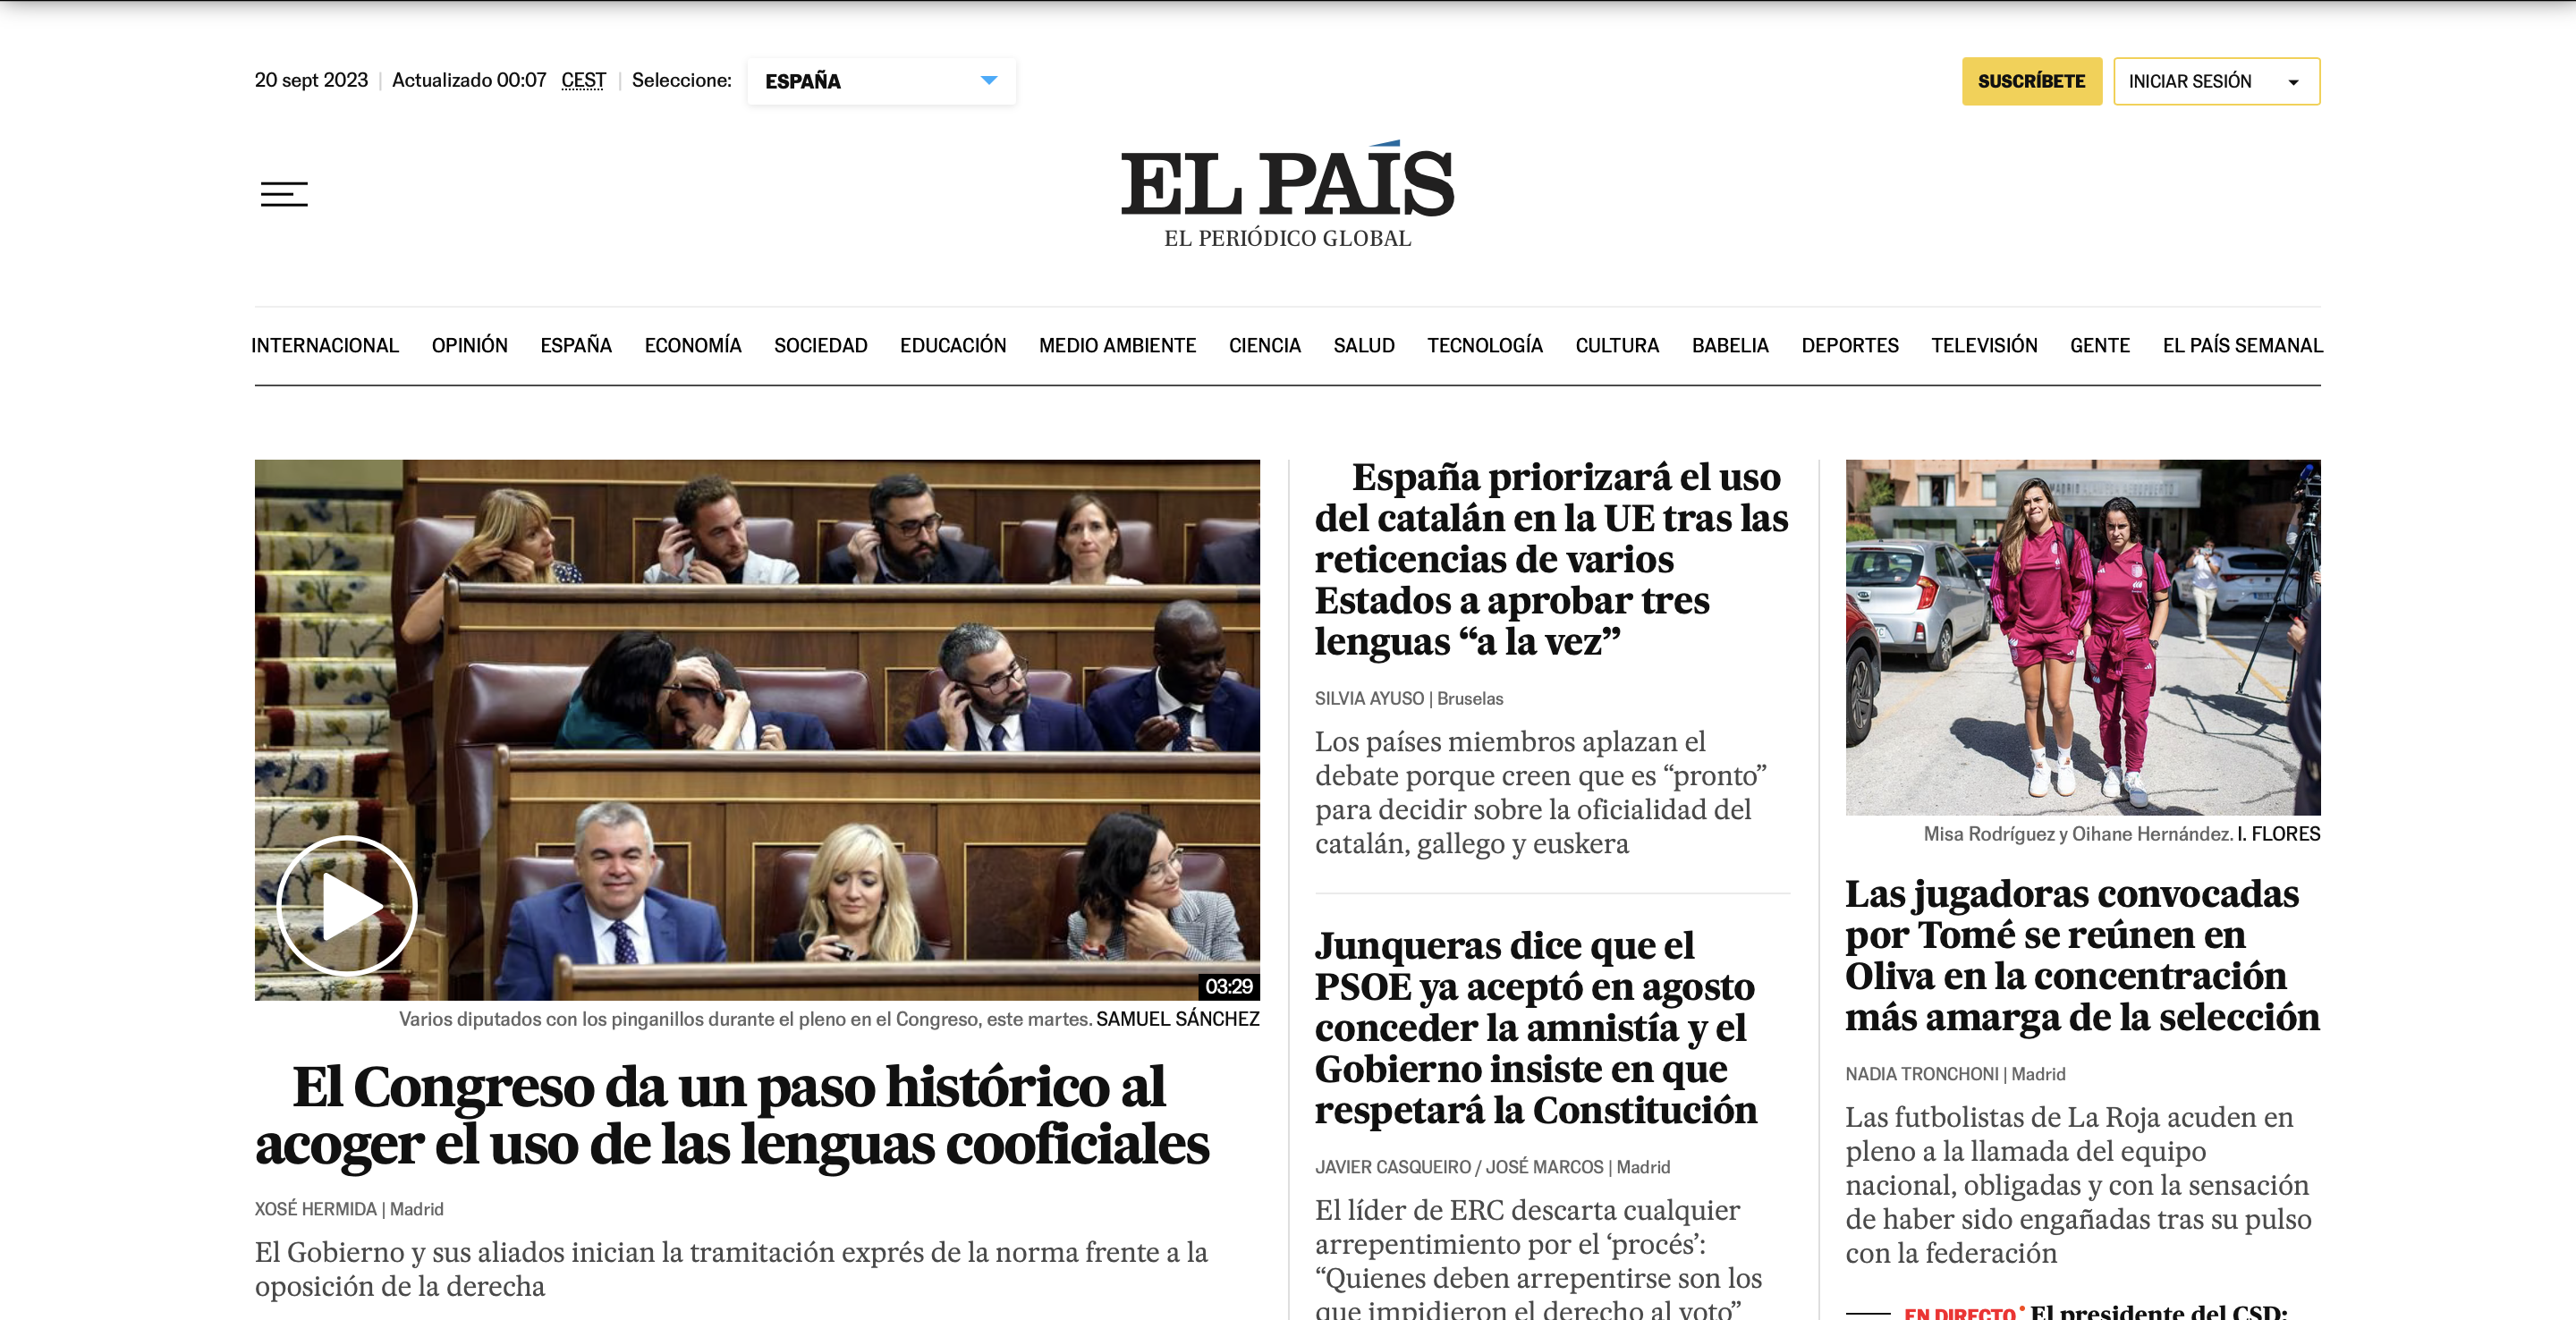 20 sept 2023 | Actualizado 00:07 CEST | Seleccione: ESPAÑA
SUSCRÍBETE
INICIAR SESIÓN
EL PAÍS
EL PERIÓDICO GLOBAL
INTERNACIONAL OPINIÓN ESPAÑA ECONOMÍA SOCIEDAD EDUCACIÓN MEDIO AMBIENTE CIENCIA SALUD TECNOLOGÍA CULTURA BABELIA DEPORTES TELEVISIÓN GENTE EL PAÍS SEMANAL
03:29
Varios diputados con los pinganillos durante el pleno en el Congreso, este martes. SAMUEL SÁNCHEZ
El Congreso da un paso histórico al
acoger el uso de las lenguas cooficiales
XOSÉ HERMIDA | Madrid
El Gobierno y sus aliados inician la tramitación exprés de la norma frente a la
oposición de la derecha
España priorizará el uso
del catalán en la UE tras las
reticencias de varios
Estados a aprobar tres
lenguas “a la vez”
SILVIA AYUSO | Bruselas
Los países miembros aplazan el
debate porque creen que es “pronto”
para decidir sobre la oficialidad del
catalán, gallego y euskera
Junqueras dice que el
PSOE ya aceptó en agosto
conceder la amnistía y el
Gobierno insiste en que
respetará la Constitución
JAVIER CASQUEIRO / JOSÉ MARCOS | Madrid
El líder de ERC descarta cualquier
arrepentimiento por el ‘procés’:
“Quienes deben arrepentirse son los
que impidieron el derecho al voto”
Misa Rodríguez y Oihane Hernández. I. FLORES
Las jugadoras convocadas
por Tomé se reúnen en
Oliva en la concentración
más amarga de la selección
NADIA TRONCHONI | Madrid
Las futbolistas de La Roja acuden en
pleno a la llamada del equipo
nacional, obligadas y con la sensación
de haber sido engañadas tras su pulso
con la federación
EN DIRECTO El presidente del CSD: